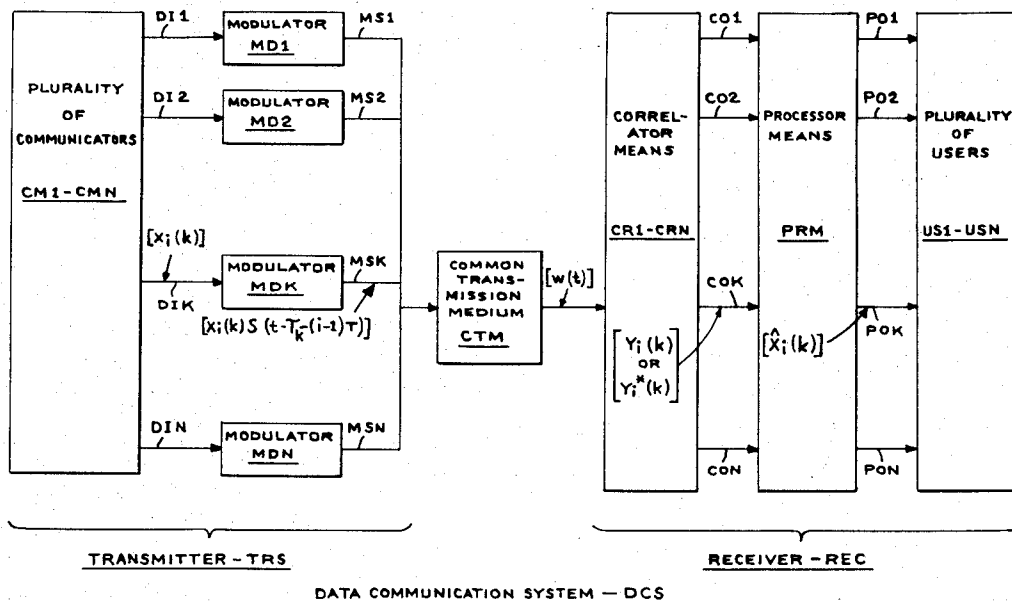 PLURALITY
OF
COMMUNICATORS
CM1-CMN
DI1
MODULATOR
MD1
MS1
DI2
MODULATOR
MD2
MS2
[xᵢ(k)]
DIK
MODULATOR
MDK
MSK
[xᵢ(k) S (t-τₖ-(i-1)T)]
DIN
MODULATOR
MDN
MSN
COMMON
TRANS-
MISSION
MEDIUM
CTM
[w(t)]
CORREL-
ATOR
MEANS
CR1-CRN
CO1
CO2
COK
[Yᵢ(k)
OR
Yᵢ*(k)]
CON
PROCESSOR
MEANS
PRM
PO1
PO2
[X̂ᵢ(k)]
POK
PON
PLURALITY
OF
USERS
US1-USN
TRANSMITTER-TRS
RECEIVER-REC
DATA COMMUNICATION SYSTEM — DCS